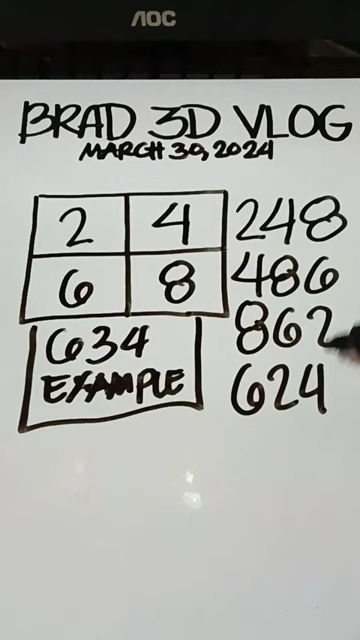 AOC
BRAD 3D VLOG
MARCH 30, 2024
2 4 248
6 8 486
634 862
EXAMPLE 624